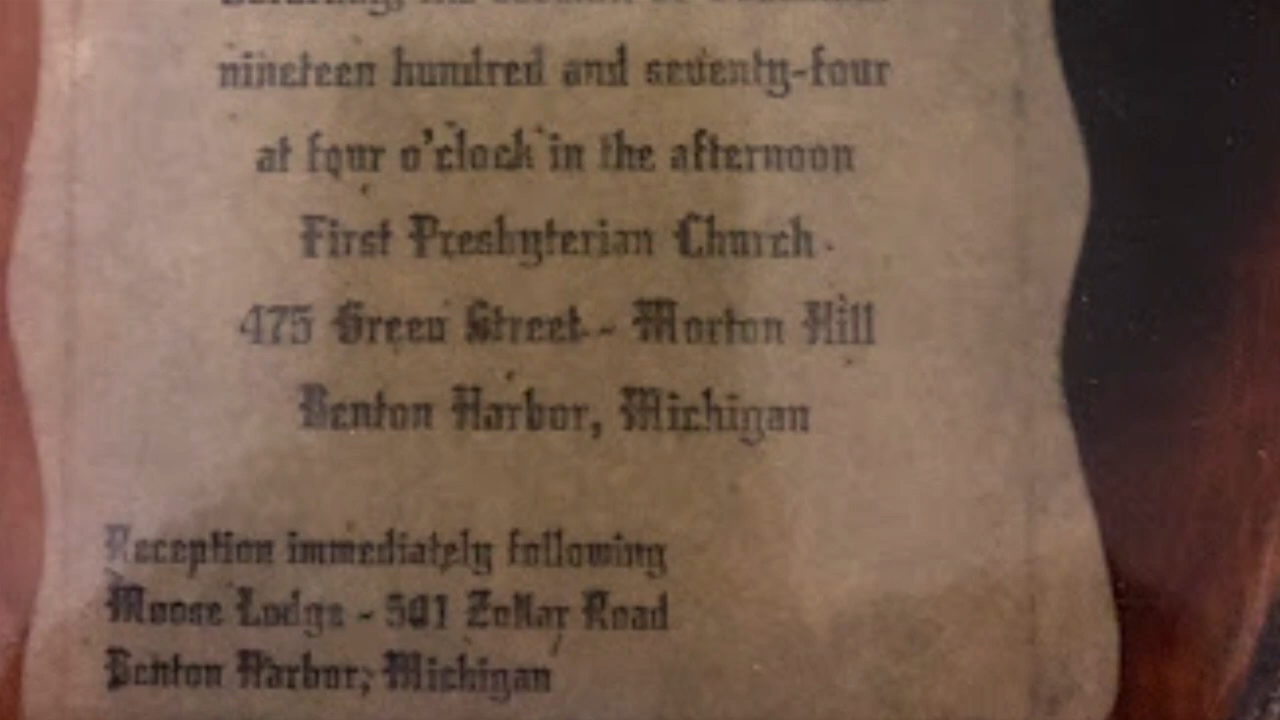 nineteen hundred and seventy-four
at four o'clock in the afternoon
First Presbyterian Church
475 Green Street - Morton Hill
Benton Harbor, Michigan
Reception immediately following
Moose Lodge - 501 Zollar Road
Benton Harbor, Michigan